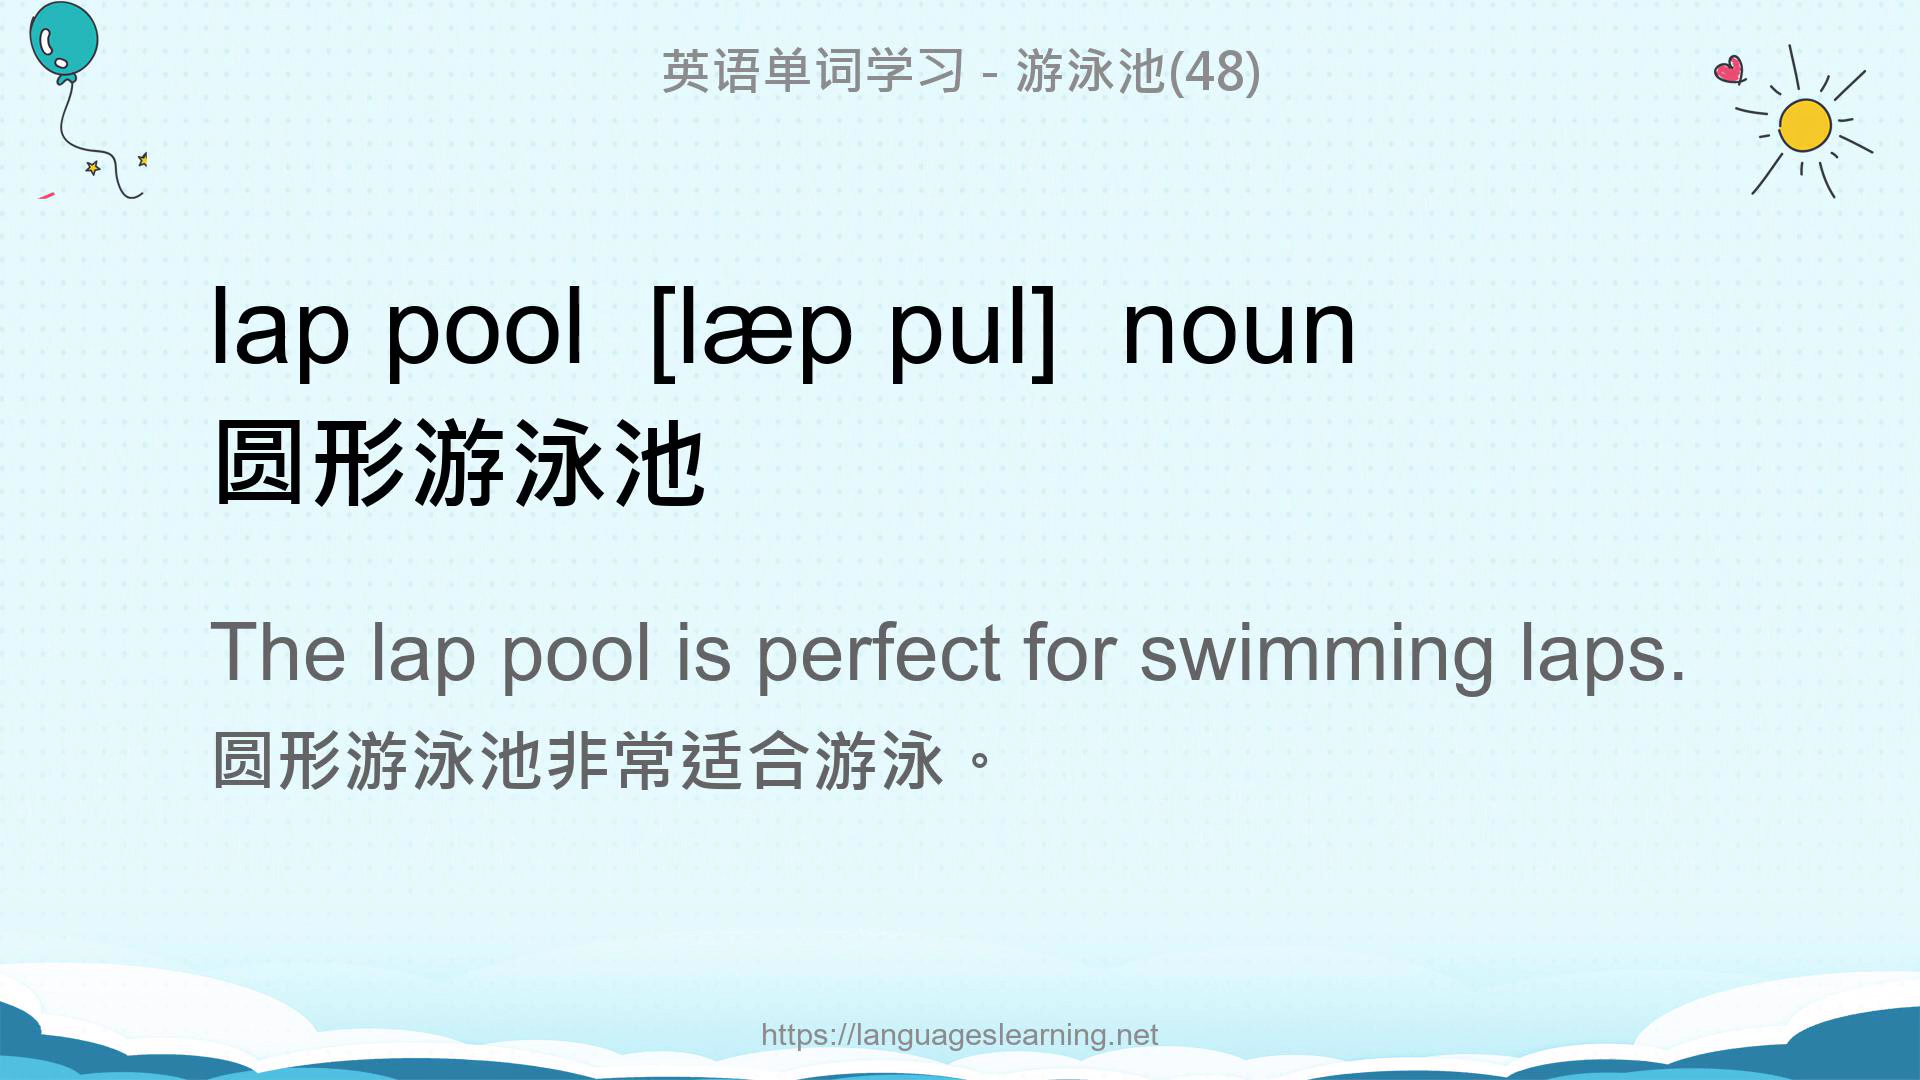 英语单词学习 - 游泳池(48)
lap pool [læp pul] noun
圆形游泳池
The lap pool is perfect for swimming laps.
圆形游泳池非常适合游泳。
https://languageslearning.net